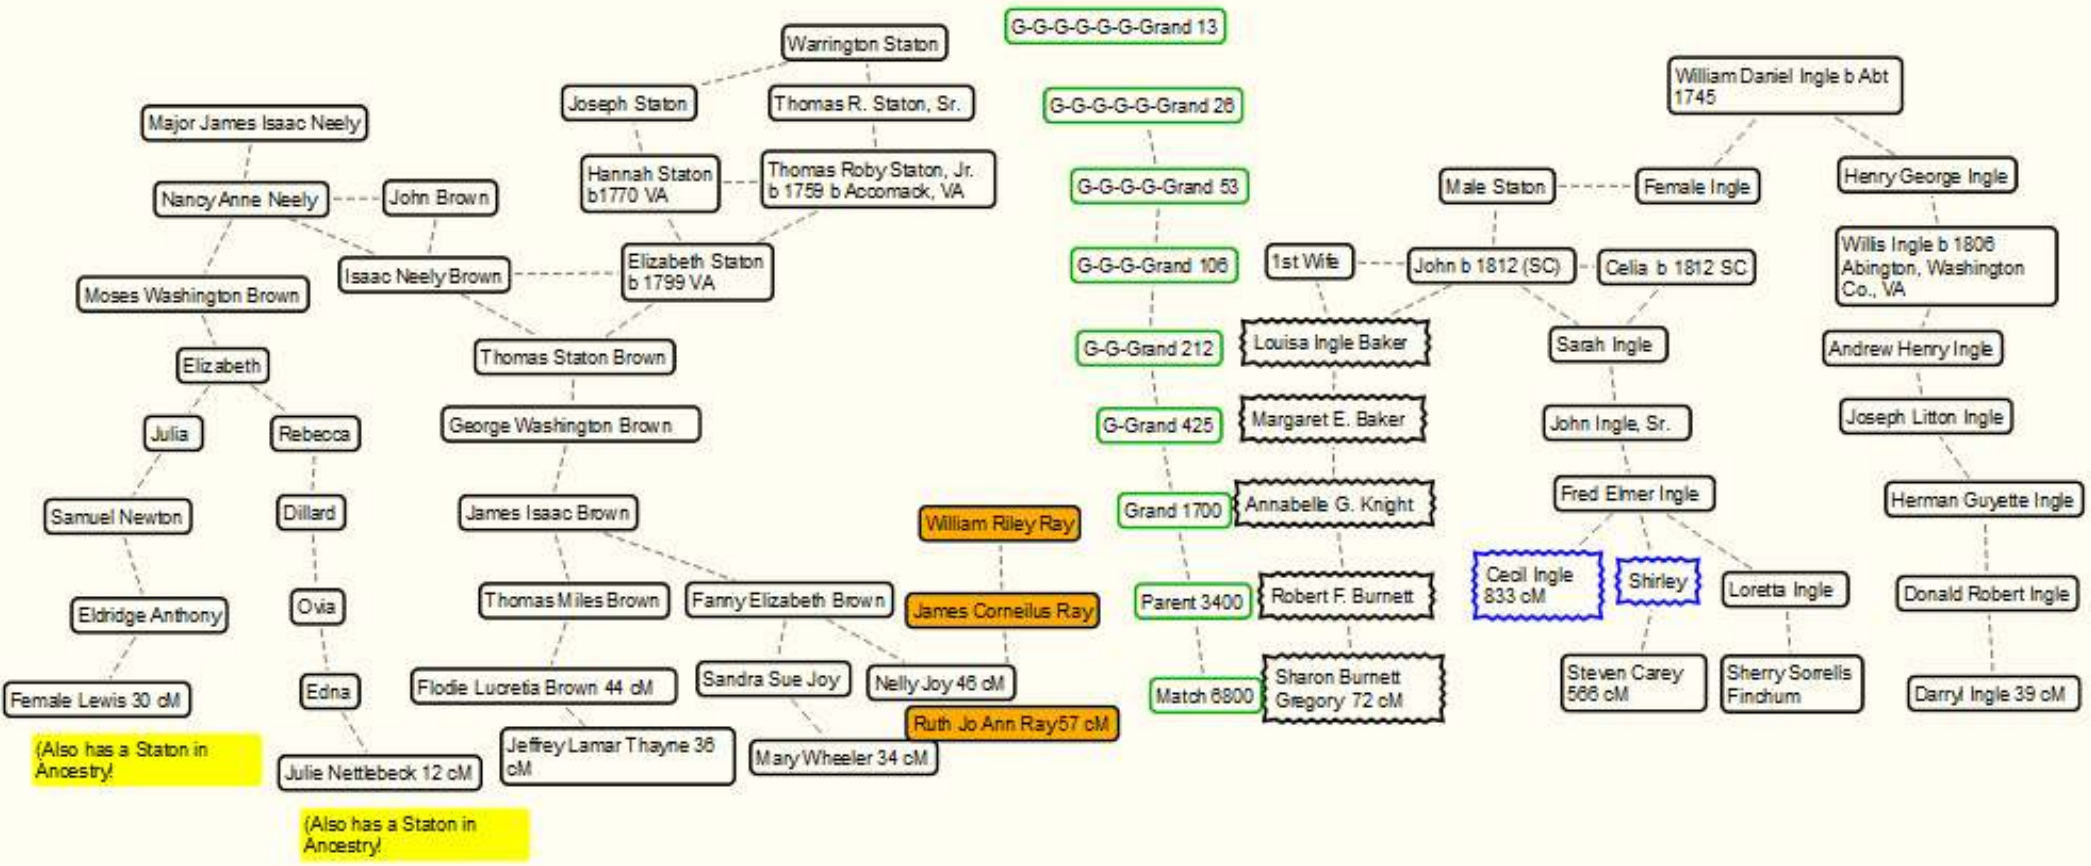 Warrington Staton
Joseph Staton
Thomas R. Staton, Sr.
Major James Isaac Neely
Hannah Staton
b1770 VA
Thomas Roby Staton, Jr.
b 1759 b Accomack, VA
Nancy Anne Neely
John Brown
Isaac Neely Brown
Elizabeth Staton
b 1799 VA
Moses Washington Brown
Elizabeth
Thomas Staton Brown
Julia
Rebecca
George Washington Brown
Samuel Newton
Dillard
James Isaac Brown
Eldridge Anthony
Ovia
Thomas Miles Brown
Fanny Elizabeth Brown
Female Lewis 30 cM
Edna
Flodie Lucretia Brown 44 cM
Sandra Sue Joy
Nelly Joy 46 cM
(Also has a Staton in
Ancestry!
Julie Nettlebeck 12 cM
Jeffrey Lamar Thayne 36
cM
Mary Wheeler 34 cM
(Also has a Staton in
Ancestry!
William Riley Ray
James Corneilus Ray
Ruth Jo Ann Ray57 cM
G-G-G-G-G-G-Grand 13
G-G-G-G-G-Grand 26
G-G-G-G-Grand 53
G-G-G-Grand 106
G-G-Grand 212
G-Grand 425
Grand 1700
Parent 3400
Match 6800
William Daniel Ingle b Abt
1745
Male Staton
Female Ingle
Henry George Ingle
1st Wife
John b 1812 (SC)
Celia b 1812 SC
Willis Ingle b 1806
Abington, Washington
Co., VA
Louisa Ingle Baker
Sarah Ingle
Andrew Henry Ingle
Margaret E. Baker
John Ingle, Sr.
Joseph Litton Ingle
Annabelle G. Knight
Fred Elmer Ingle
Herman Guyette Ingle
Robert F. Burnett
Cecil Ingle
833 cM
Shirley
Loretta Ingle
Donald Robert Ingle
Sharon Burnett
Gregory 72 cM
Steven Carey
566 cM
Sherry Sorrells
Finchum
Darryl Ingle 39 cM